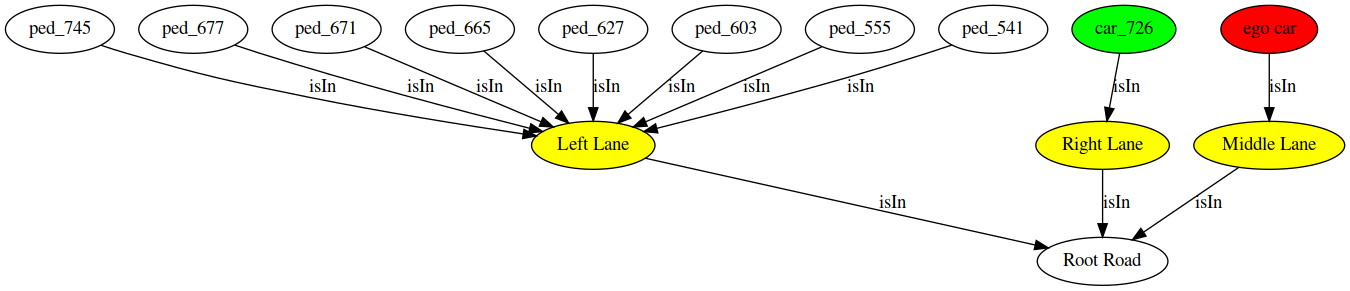 ped_745 ped_677 ped_671 ped_665 ped_627 ped_603 ped_555 ped_541 car_726 ego car
isIn isIn isIn isIn isIn isIn isIn isIn isIn isIn
Left Lane Right Lane Middle Lane
isIn isIn isIn
Root Road